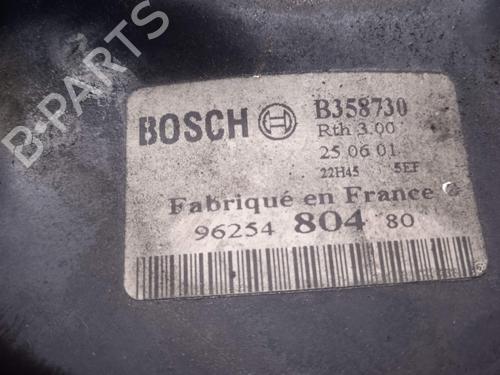 B-PARTS
BOSCH B358730
Rth 3.00
25.06.01
22H45 5EF
Fabriqué en France
96254 804 80